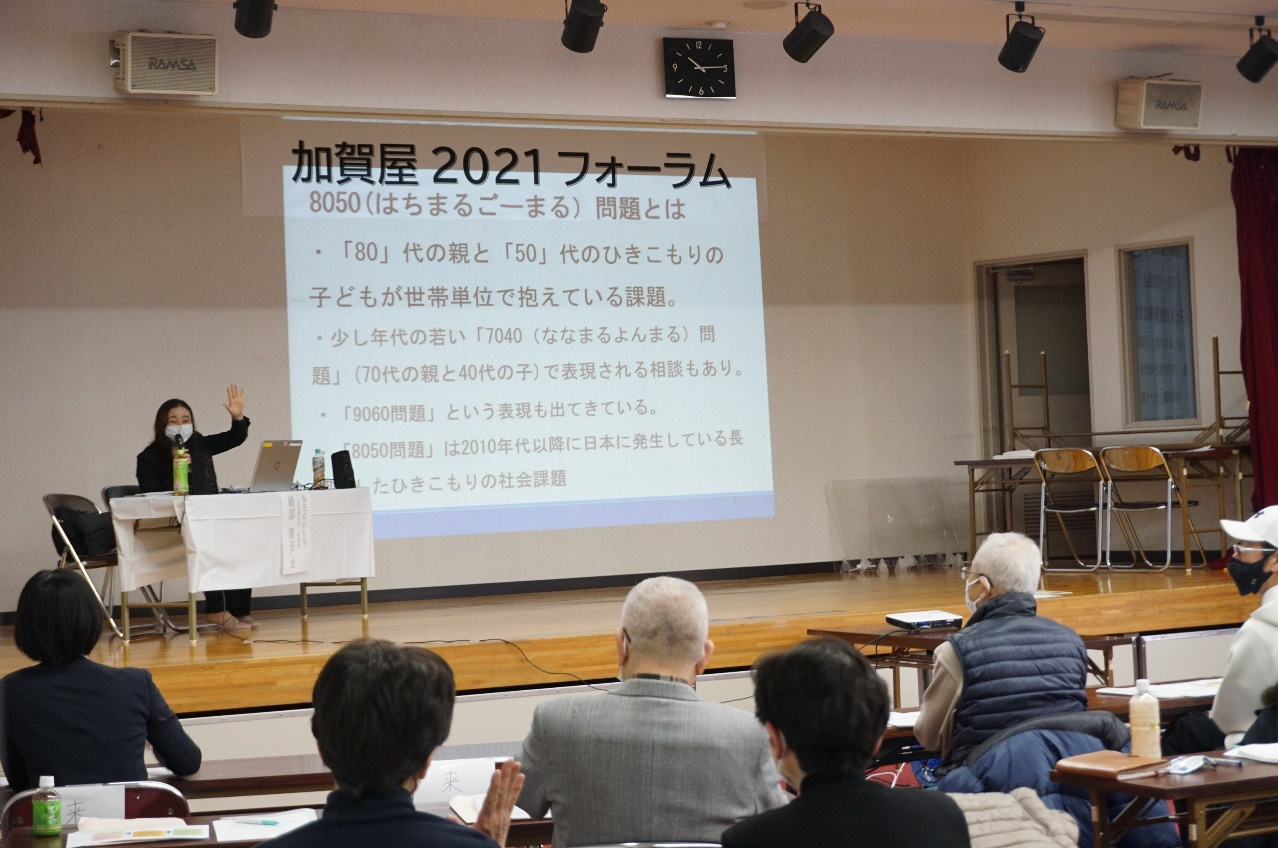 RAMSA
RAMSA
12
3
6
9
加賀屋 2021 フォーラム
8050(はちまるごーまる) 問題とは
・「80」代の親と「50」代のひきこもりの
子どもが世帯単位で抱えている課題。
・少し年代の若い「7040(ななまるよんまる)問
題」(70代の親と40代の子)で表現される相談もあり。
・「9060問題」という表現も出てきている。
「8050問題」は2010年代以降に日本に発生している長
したひきこもりの社会課題
来
来